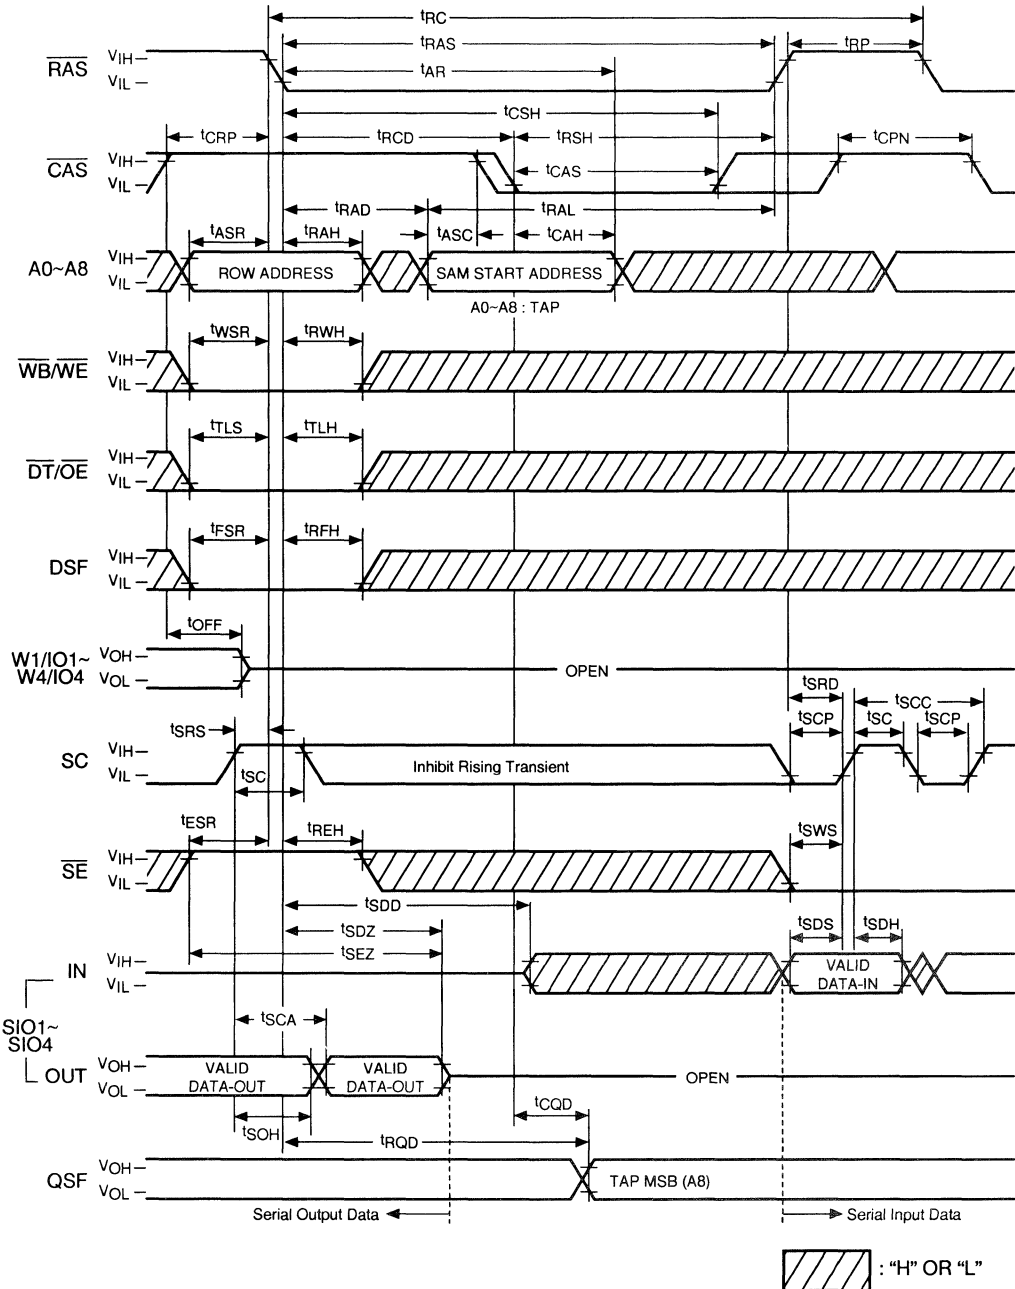 tRC
tRAS
tRP
RAS
VIH
VIL
tAR
tCSH
tCRP
tRCD
tRSH
tCPN
CAS
VIH
VIL
tCAS
tRAD
tRAL
tASR
tRAH
tASC
tCAH
A0~A8
VIH
VIL
ROW ADDRESS
SAM START ADDRESS
A0~A8 : TAP
tWSR
tRWH
WB/WE
VIH
VIL
tTLS
tTLH
DT/OE
VIH
VIL
tFSR
tRFH
DSF
VIH
VIL
tOFF
W1/IO1~
W4/IO4
VOH
VOL
OPEN
tSRD
tSCC
tSRS
tSCP
tSC
tSCP
SC
VIH
VIL
Inhibit Rising Transient
tSC
tESR
tREH
tSWS
SE
VIH
VIL
tSDD
tSDZ
tSEZ
tSDS
tSDH
IN
VIH
VIL
VALID
DATA-IN
SIO1~
SIO4
tSCA
OUT
VOH
VOL
VALID
DATA-OUT
VALID
DATA-OUT
OPEN
tSOH
tCQD
tRQD
QSF
VOH
VOL
TAP MSB (A8)
Serial Output Data
Serial Input Data
: “H” OR “L”